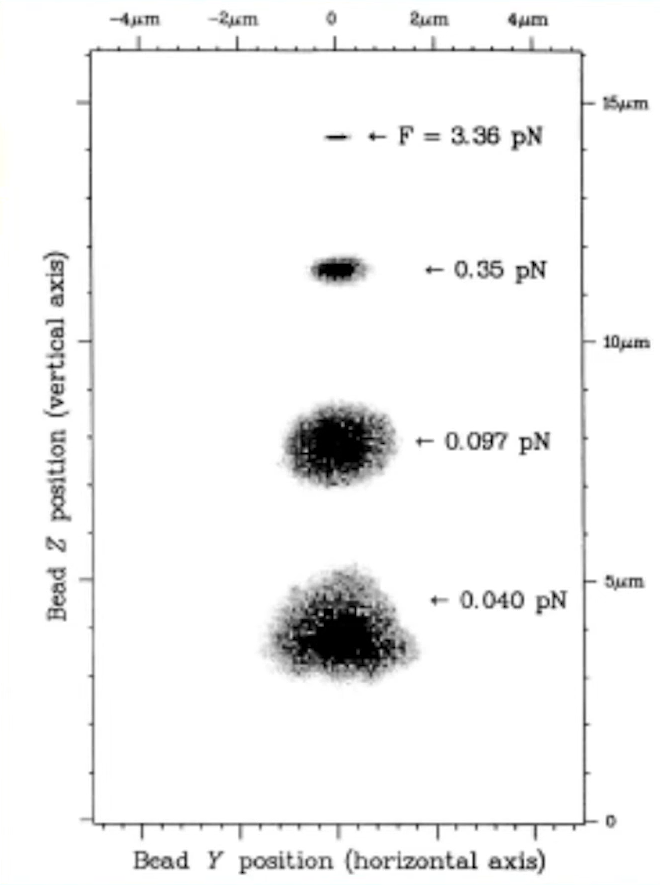 -4μm -2μm 0 2μm 4μm
15μm
← F = 3.36 pN
← 0.35 pN
10μm
← 0.097 pN
5μm
← 0.040 pN
0
Bead Z position (vertical axis)
Bead Y position (horizontal axis)